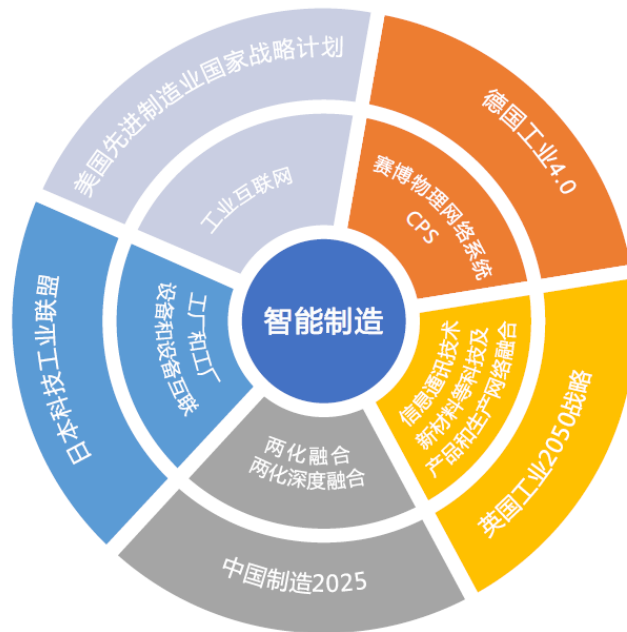 美国先进制造业国家战略计划
德国工业4.0
工业互联网
赛博物理网络系统
CPS
日本科技工业联盟
工厂和工厂
设备和设备互联
智能制造
信息通讯技术
新材料等科技及
产品和生产网络融合
英国工业2050战略
两化融合
两化深度融合
中国制造2025